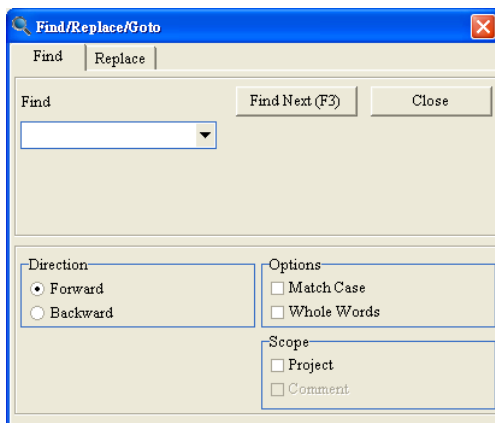 Find/Replace/Goto
Find Replace
Find Find Next (F3) Close
Direction Options
Forward Match Case
Backward Whole Words
Scope
Project
Comment